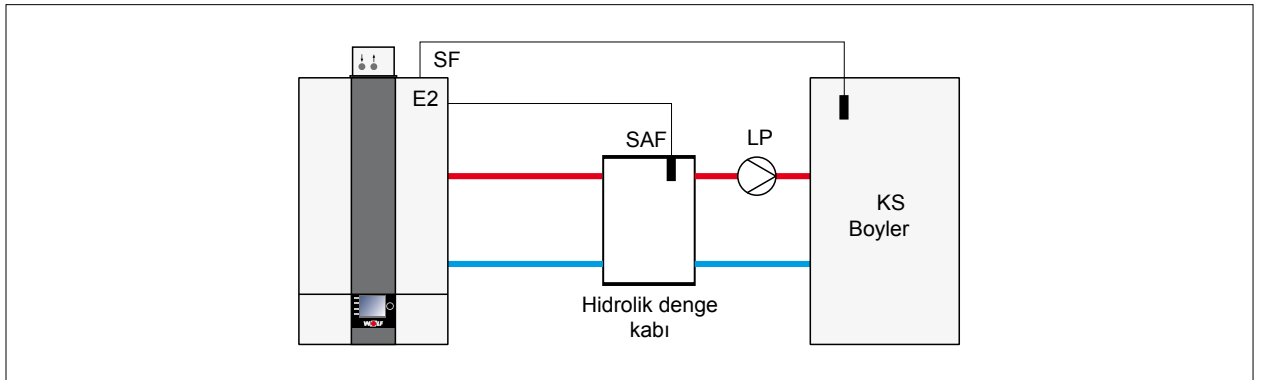 SF
E2
SAF
LP
KS
Boyler
Hidrolik denge
kabı
WOLF